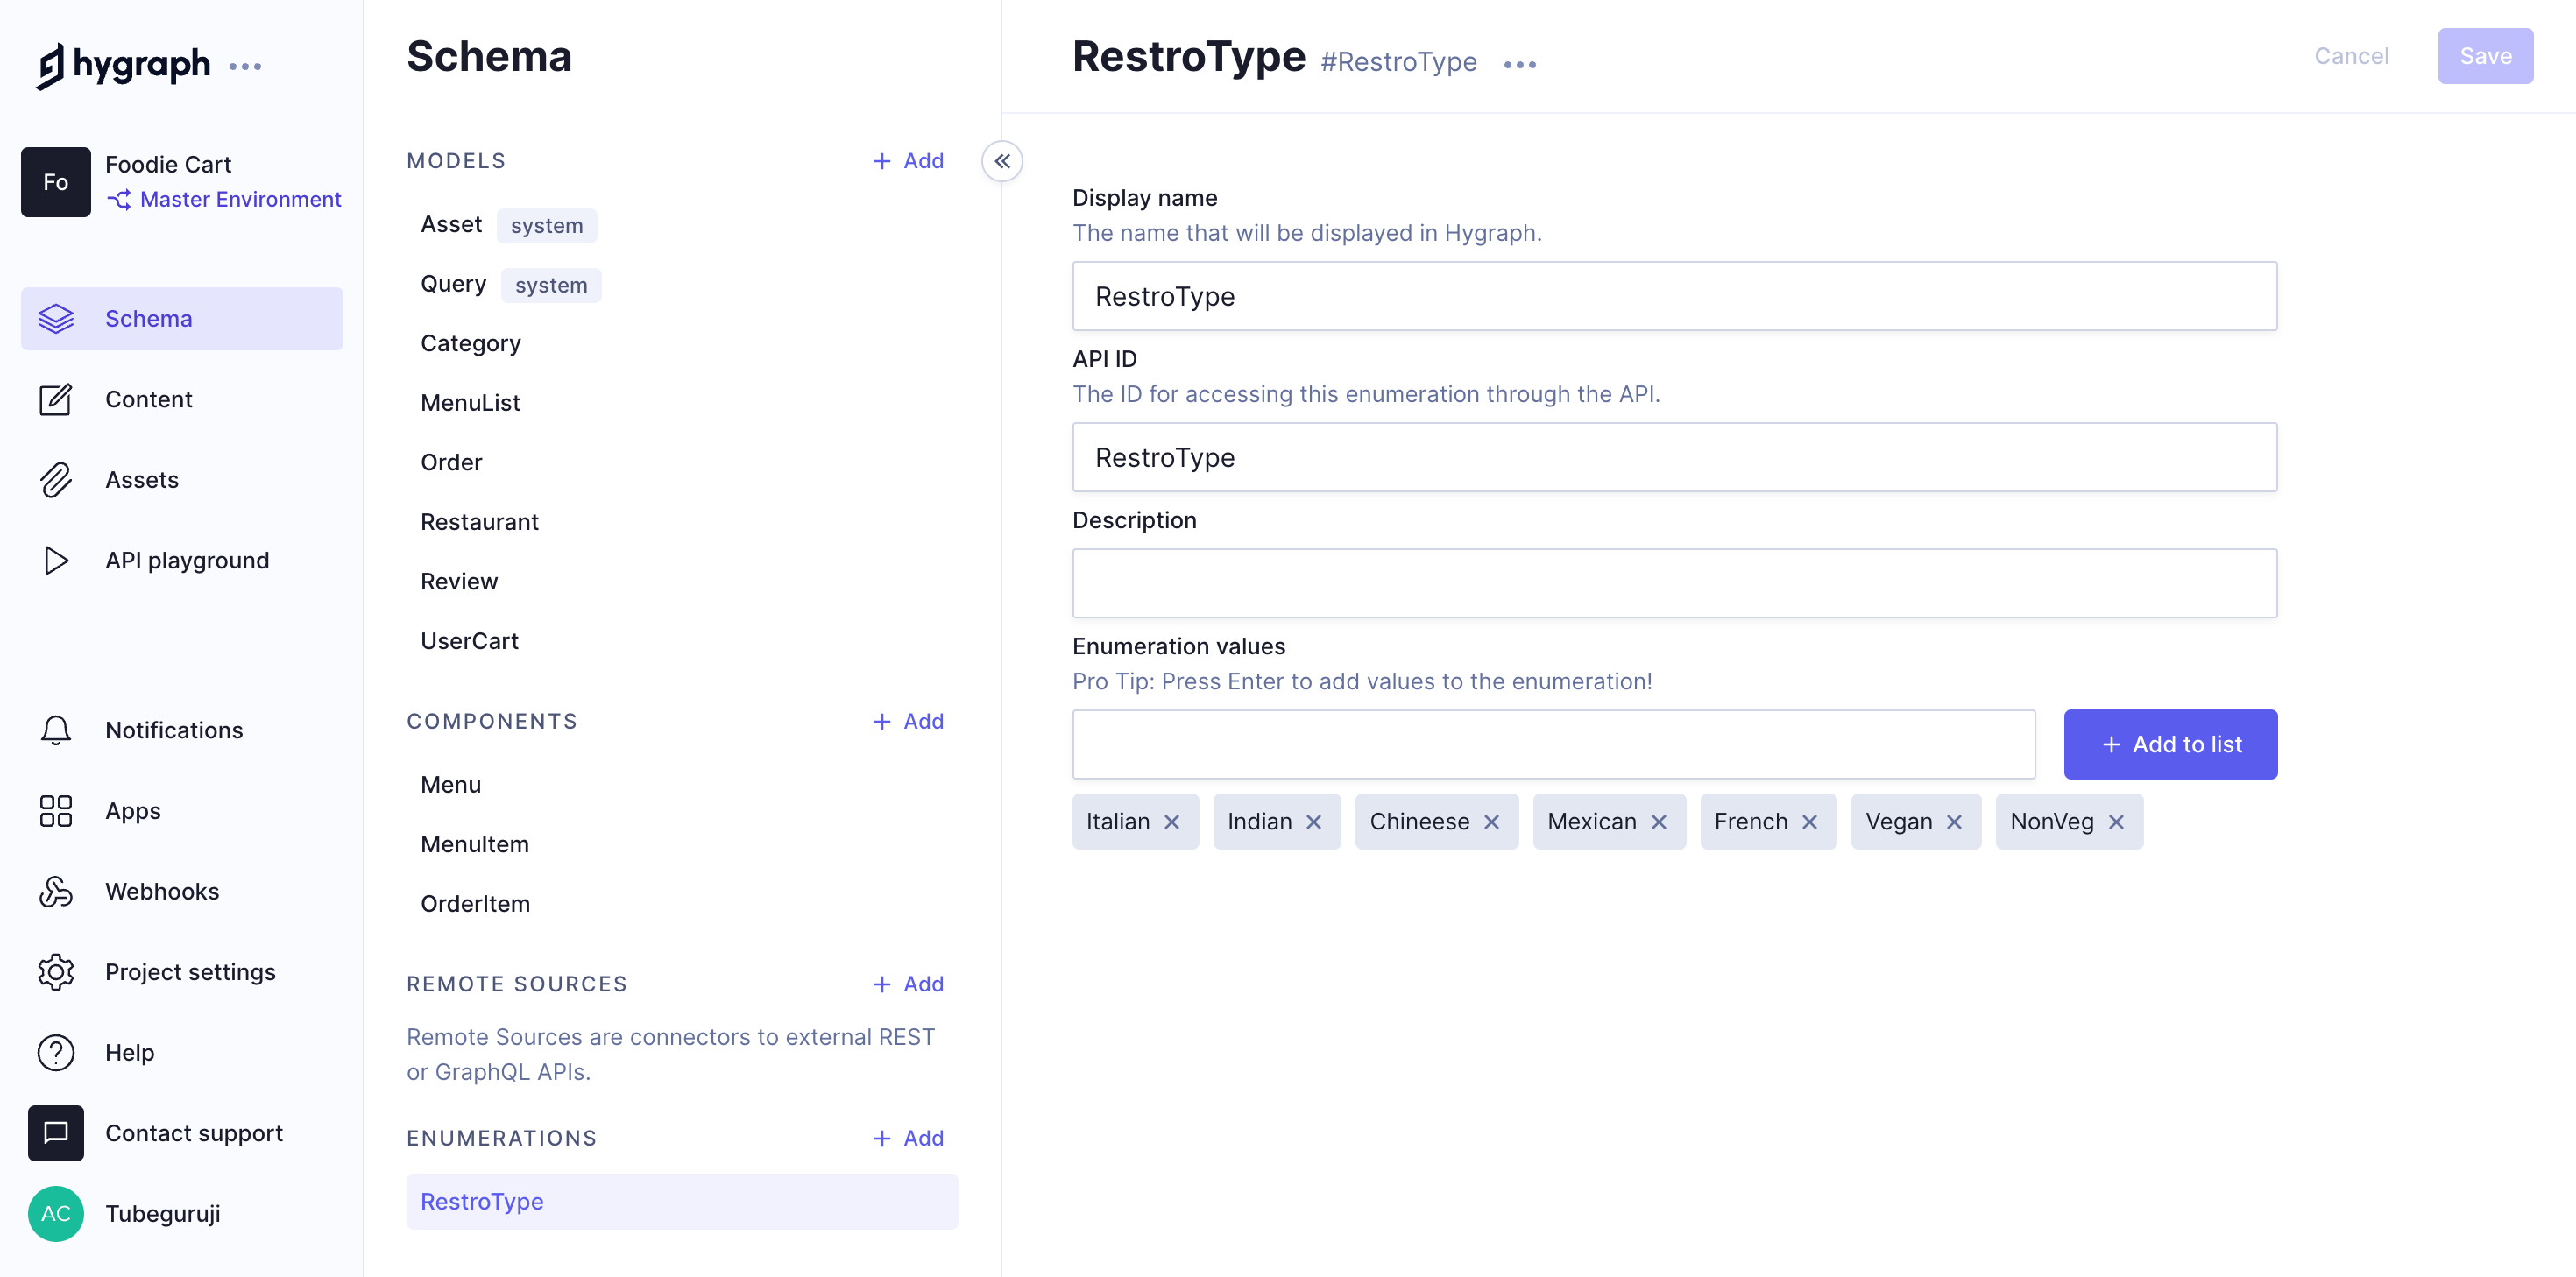 hygraph
Fo
Foodie Cart
Master Environment
Schema
Content
Assets
API playground
Notifications
Apps
Webhooks
Project settings
Help
Contact support
AC
Tubeguruji
Schema
MODELS
+ Add
Asset system
Query system
Category
MenuList
Order
Restaurant
Review
UserCart
COMPONENTS
+ Add
Menu
MenuItem
OrderItem
REMOTE SOURCES
+ Add
Remote Sources are connectors to external REST
or GraphQL APIs.
ENUMERATIONS
+ Add
RestroType
RestroType #RestroType
Cancel
Save
Display name
The name that will be displayed in Hygraph.
RestroType
API ID
The ID for accessing this enumeration through the API.
RestroType
Description
Enumeration values
Pro Tip: Press Enter to add values to the enumeration!
+ Add to list
Italian Indian Chineese Mexican French Vegan NonVeg